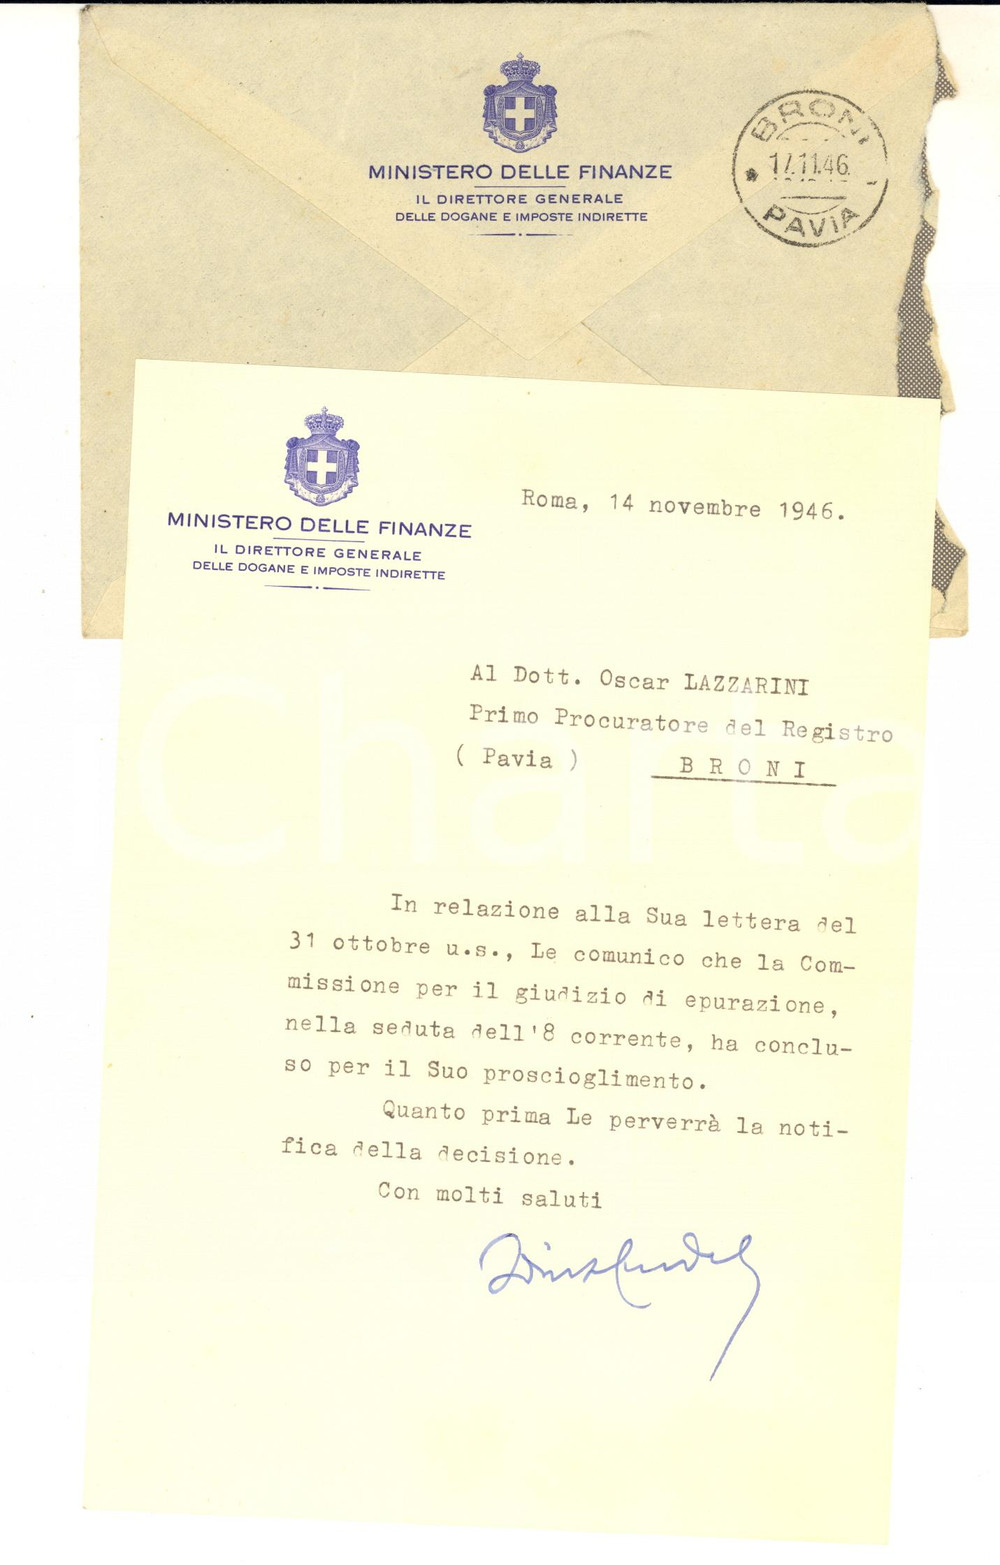 MINISTERO DELLE FINANZE
IL DIRETTORE GENERALE
DELLE DOGANE E IMPOSTE INDIRETTE
BRONI
17.11.46
PAVIA
MINISTERO DELLE FINANZE
IL DIRETTORE GENERALE
DELLE DOGANE E IMPOSTE INDIRETTE
Roma, 14 novembre 1946.
Al Dott. Oscar LAZZARINI
Primo Procuratore del Registro
( Pavia ) B R O N I
Charta
In relazione alla Sua lettera del
31 ottobre u.s., Le comunico che la Com-
missione per il giudizio di epurazione,
nella seduta dell'8 corrente, ha conclu-
so per il Suo proscioglimento.
Quanto prima Le perverrà la noti-
fica della decisione.
Con molti saluti